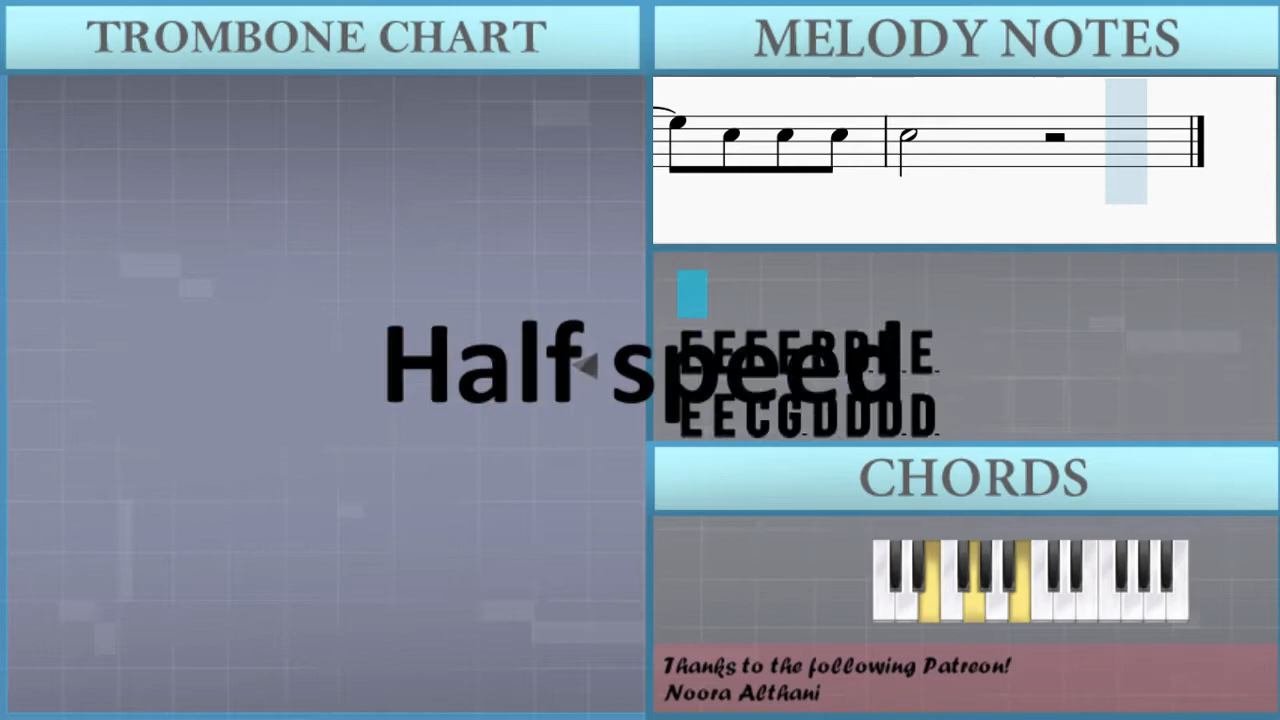 TROMBONE CHART
MELODY NOTES
Half speed
E E C G D D D D
CHORDS
Thanks to the following Patreon!
Noora Althani